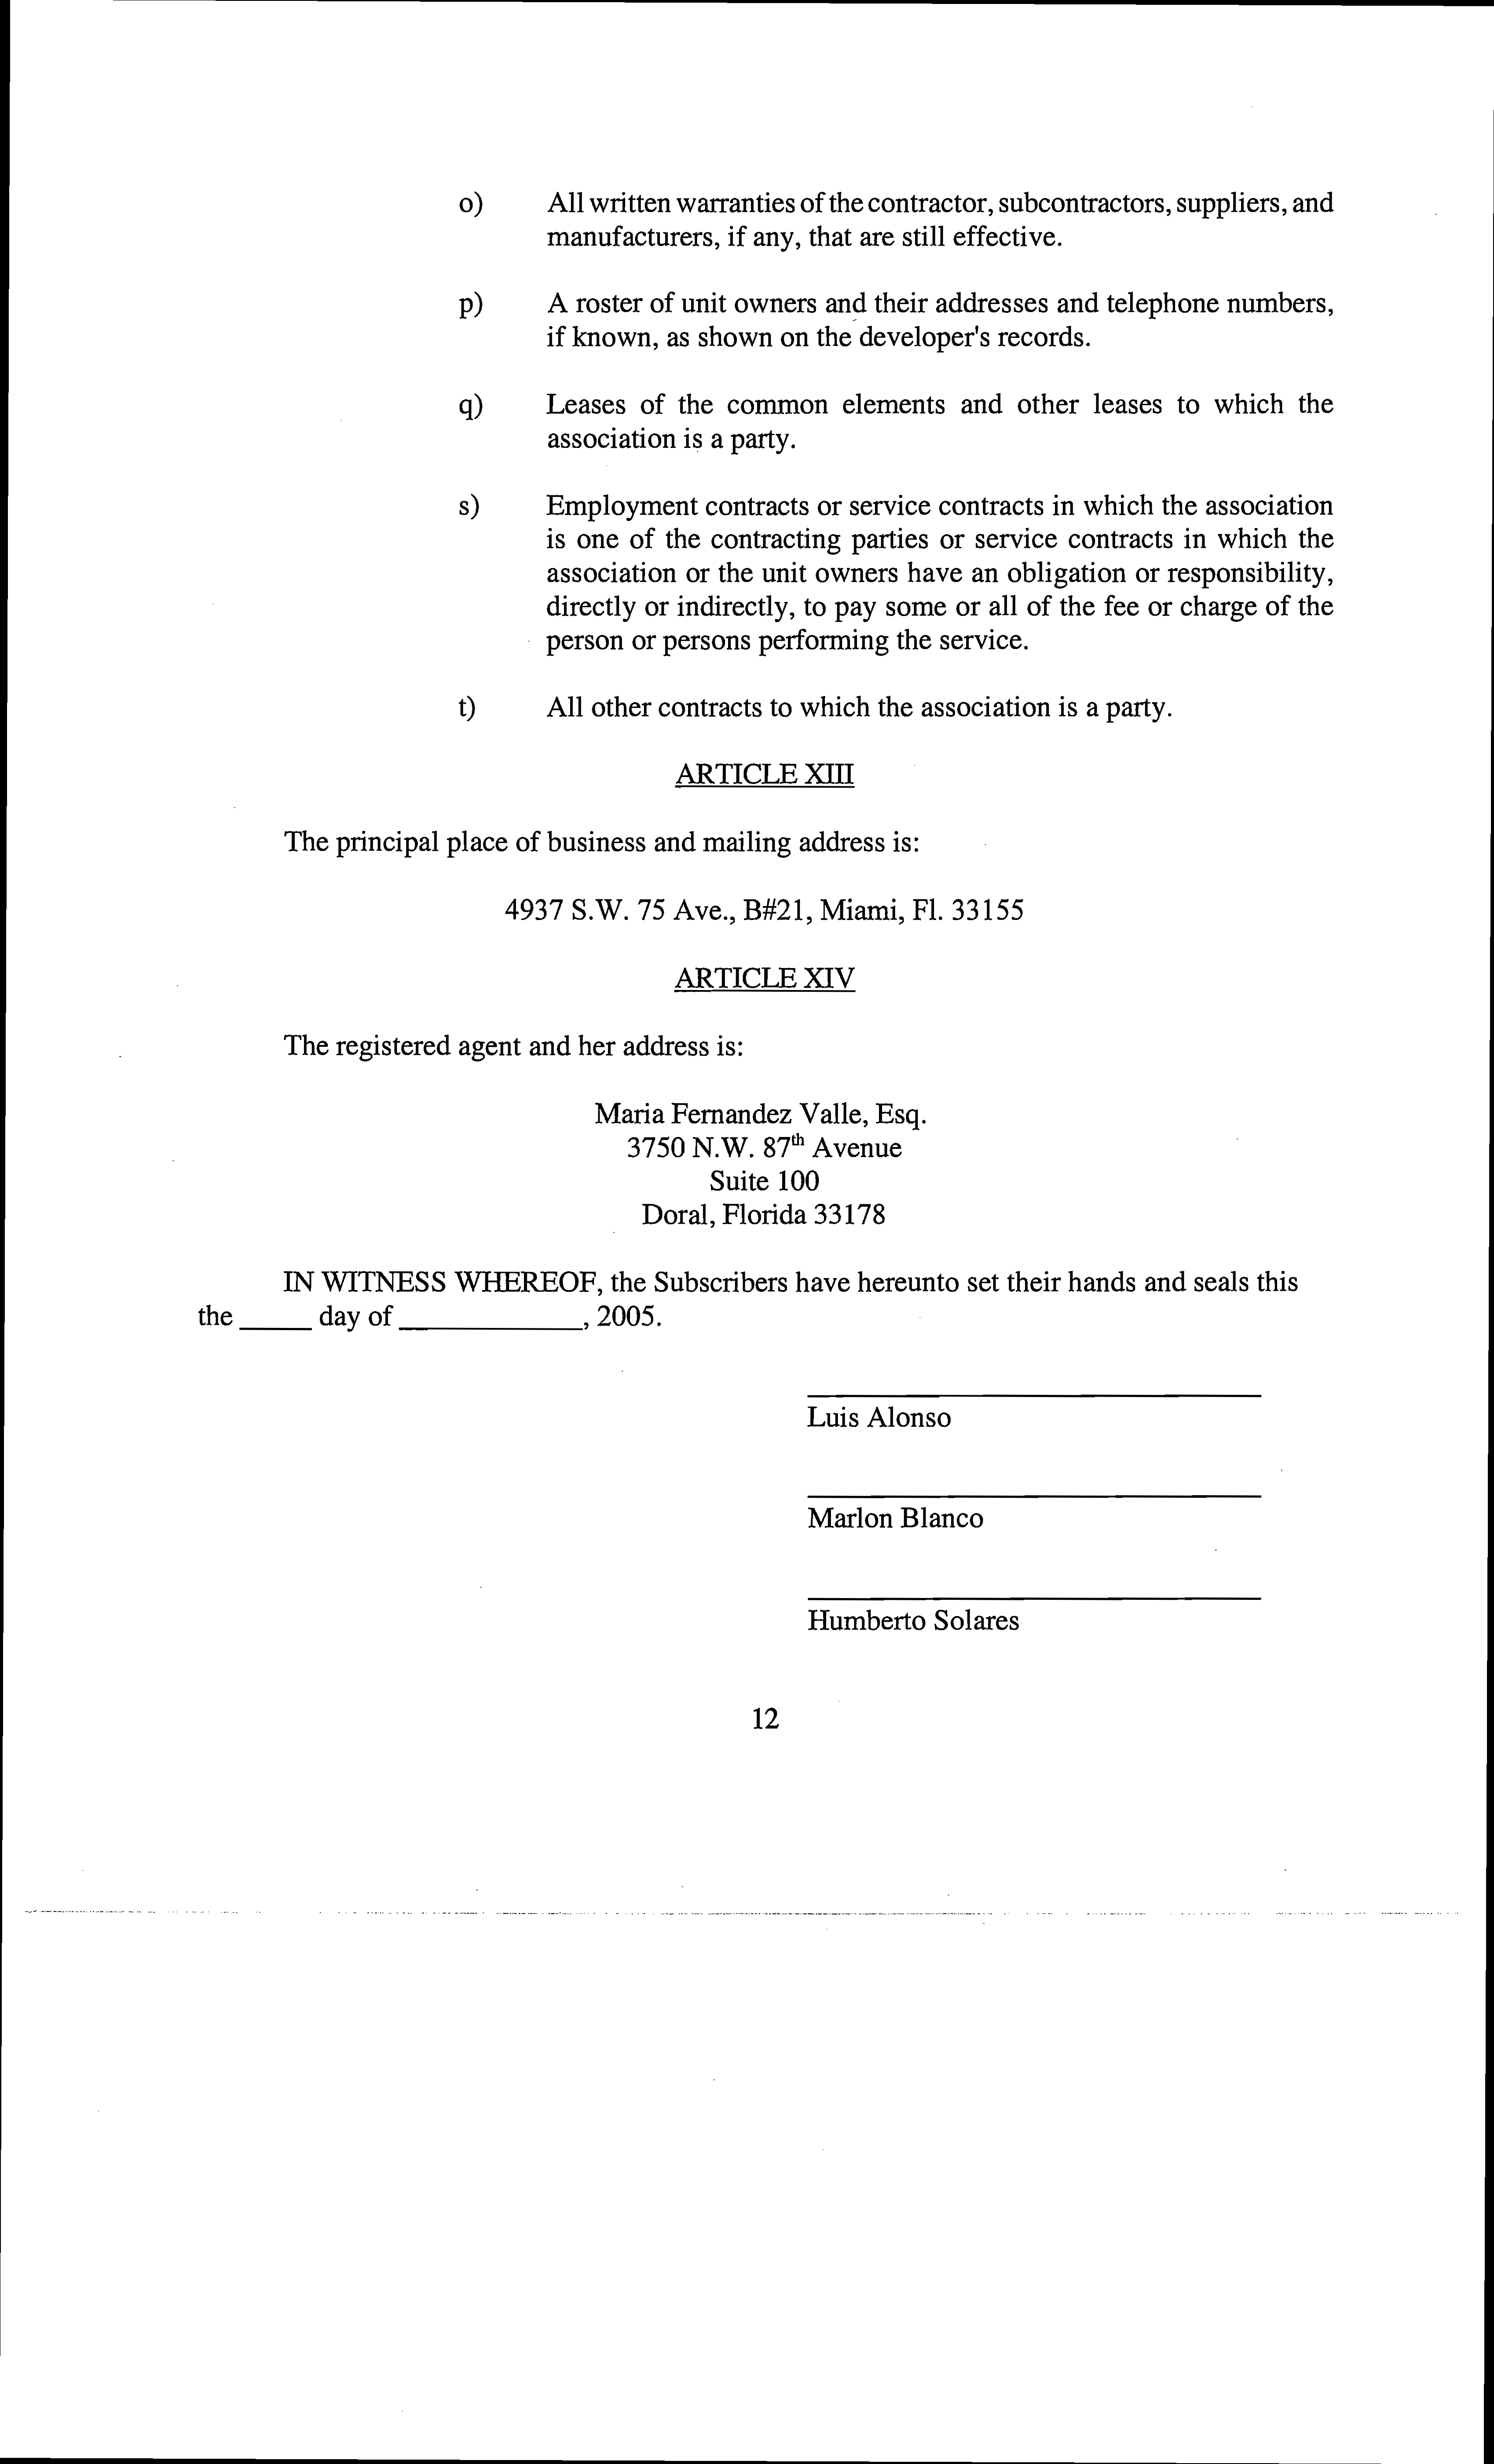 o) All written warranties of the contractor, subcontractors, suppliers, and
manufacturers, if any, that are still effective.
p) A roster of unit owners and their addresses and telephone numbers,
if known, as shown on the developer's records.
q) Leases of the common elements and other leases to which the
association is a party.
s) Employment contracts or service contracts in which the association
is one of the contracting parties or service contracts in which the
association or the unit owners have an obligation or responsibility,
directly or indirectly, to pay some or all of the fee or charge of the
person or persons performing the service.
t) All other contracts to which the association is a party.
ARTICLE XIII
The principal place of business and mailing address is:
4937 S.W. 75 Ave., B#21, Miami, Fl. 33155
ARTICLE XIV
The registered agent and her address is:
Maria Fernandez Valle, Esq.
3750 N.W. 87th Avenue
Suite 100
Doral, Florida 33178
IN WITNESS WHEREOF, the Subscribers have hereunto set their hands and seals this
the _____ day of _____________, 2005.
Luis Alonso
Marlon Blanco
Humberto Solares
12